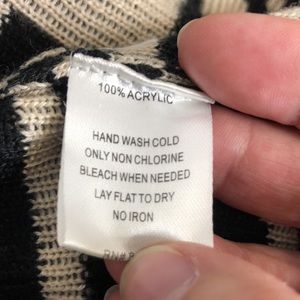 100% ACRYLIC
HAND WASH COLD
ONLY NON CHLORINE
BLEACH WHEN NEEDED
LAY FLAT TO DRY
NO IRON